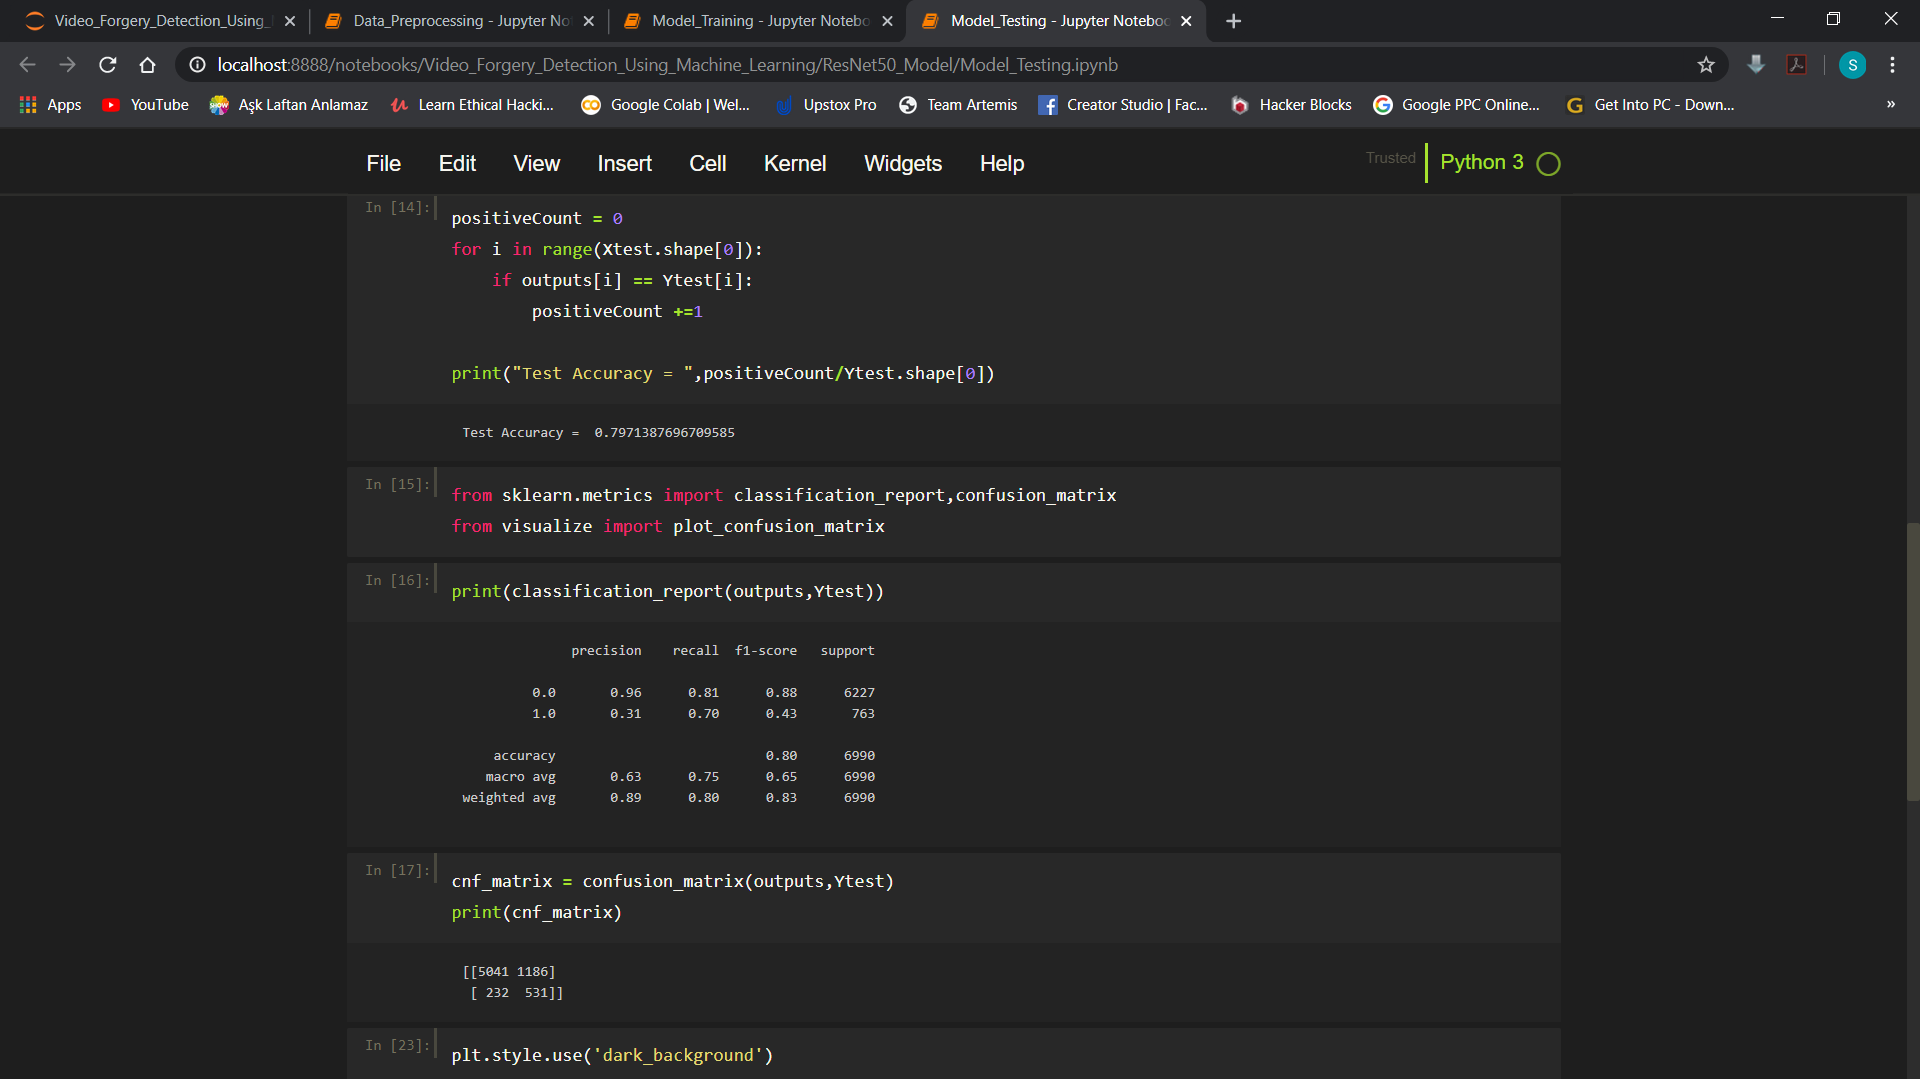 Video_Forgery_Detection_Using_
Data_Preprocessing - Jupyter No
Model_Training - Jupyter Notebo
Model_Testing - Jupyter Noteboo
localhost:8888/notebooks/Video_Forgery_Detection_Using_Machine_Learning/ResNet50_Model/Model_Testing.ipynb
S
Apps
YouTube
Aşk Laftan Anlamaz
Learn Ethical Hacki...
Google Colab | Wel...
Upstox Pro
Team Artemis
Creator Studio | Fac...
Hacker Blocks
Google PPC Online...
Get Into PC - Down...
»
File Edit View Insert Cell Kernel Widgets Help
Trusted
Python 3
In [14]:
positiveCount = 0
for i in range(Xtest.shape[0]):
    if outputs[i] == Ytest[i]:
        positiveCount +=1
print("Test Accuracy = ",positiveCount/Ytest.shape[0])
Test Accuracy =  0.7971387696709585
In [15]:
from sklearn.metrics import classification_report,confusion_matrix
from visualize import plot_confusion_matrix
In [16]:
print(classification_report(outputs,Ytest))
precision    recall  f1-score   support
0.0       0.96      0.81      0.88      6227
1.0       0.31      0.70      0.43       763
accuracy                           0.80      6990
macro avg       0.63      0.75      0.65      6990
weighted avg       0.89      0.80      0.83      6990
In [17]:
cnf_matrix = confusion_matrix(outputs,Ytest)
print(cnf_matrix)
[[5041 1186]
 [ 232  531]]
In [23]:
plt.style.use('dark_background')